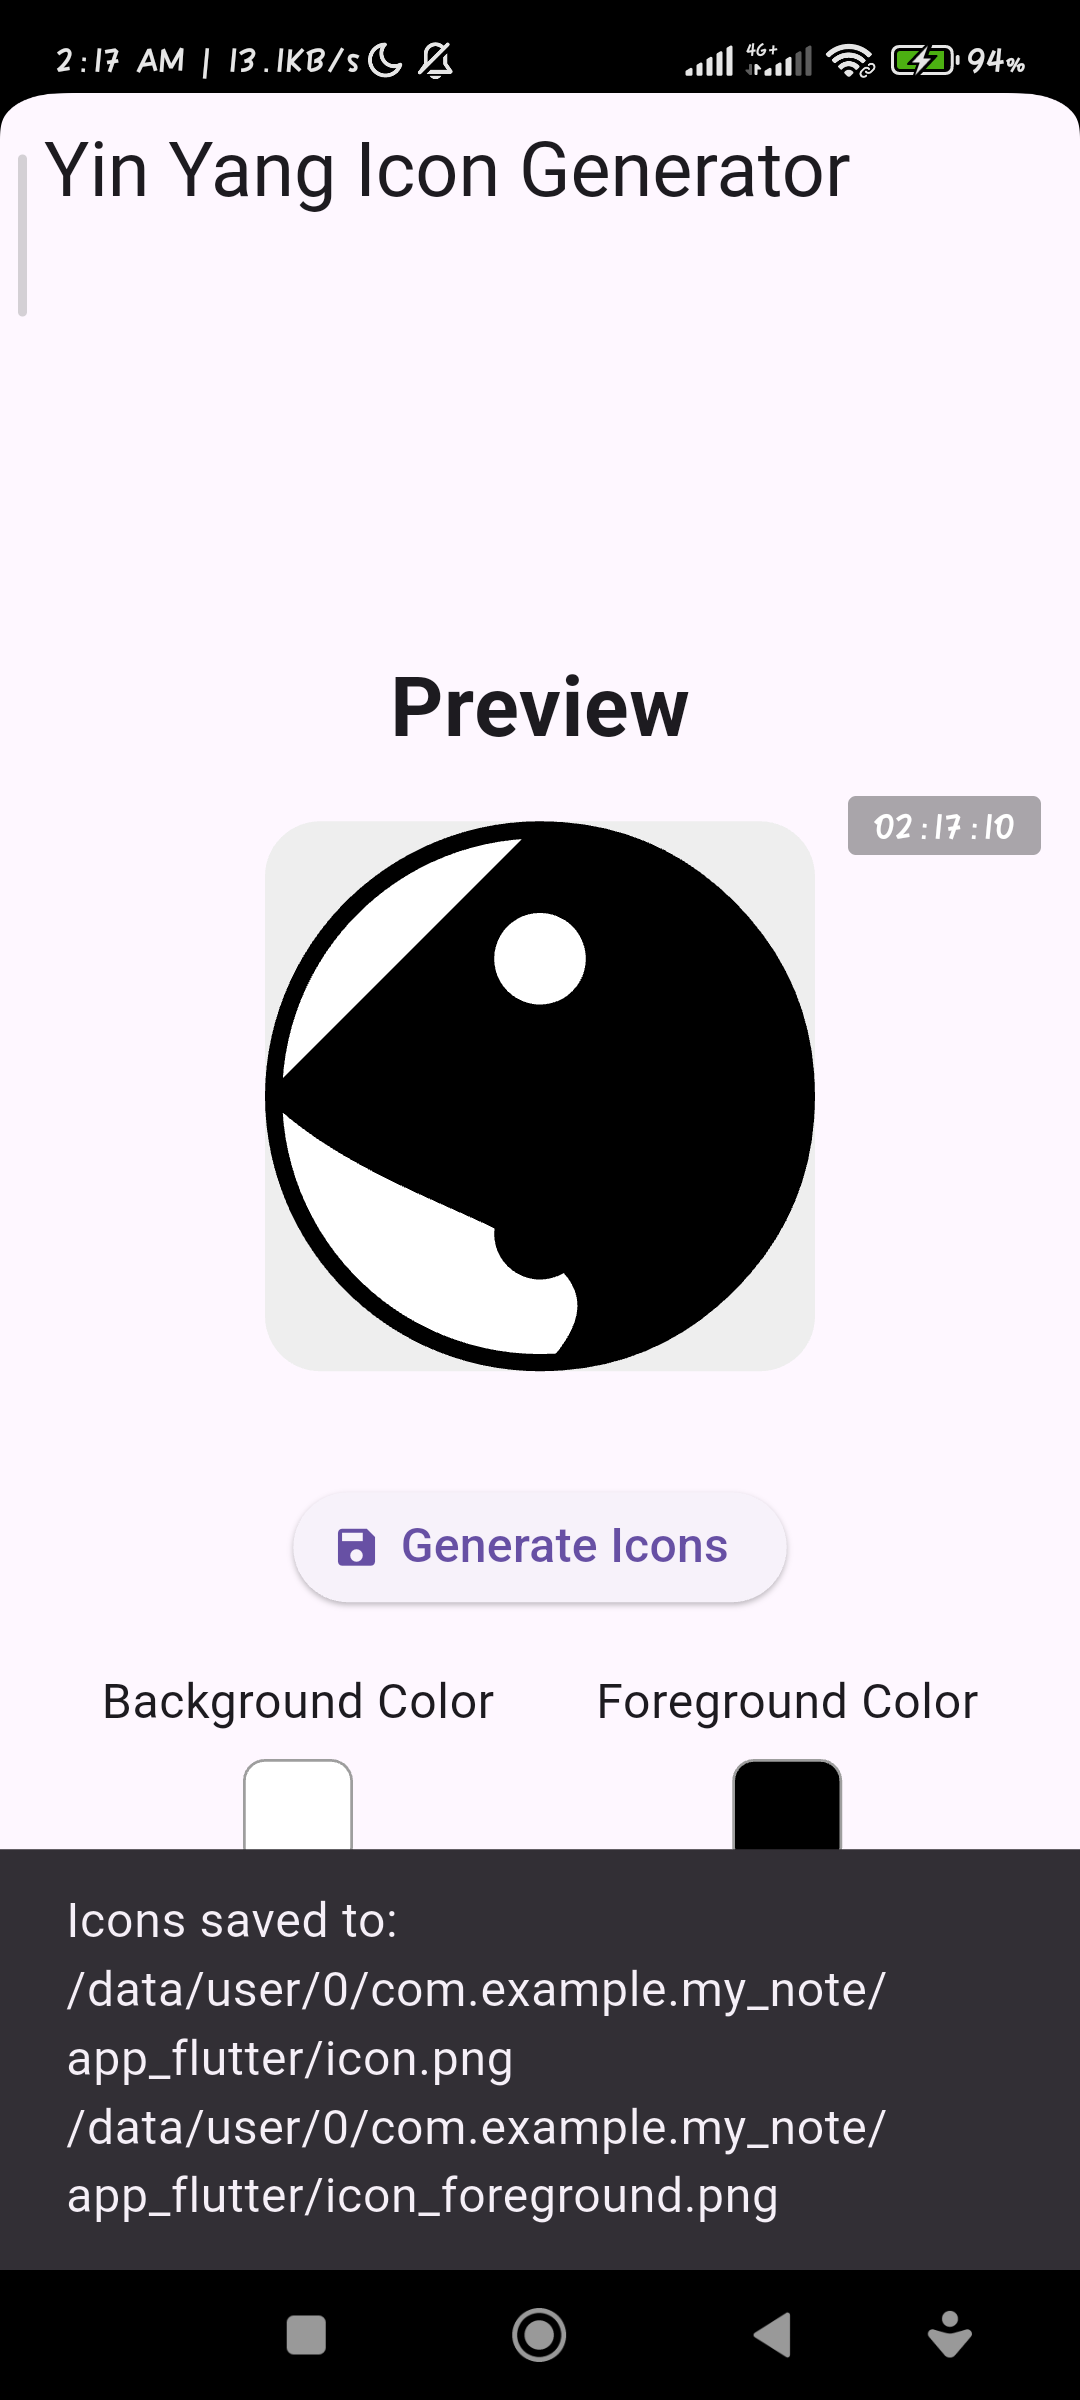 2:17 AM | 13.1KB/s
4G+
94%
Yin Yang Icon Generator
Preview
02:17:10
Generate Icons
Background Color
Foreground Color
Icons saved to:
/data/user/0/com.example.my_note/
app_flutter/icon.png
/data/user/0/com.example.my_note/
app_flutter/icon_foreground.png